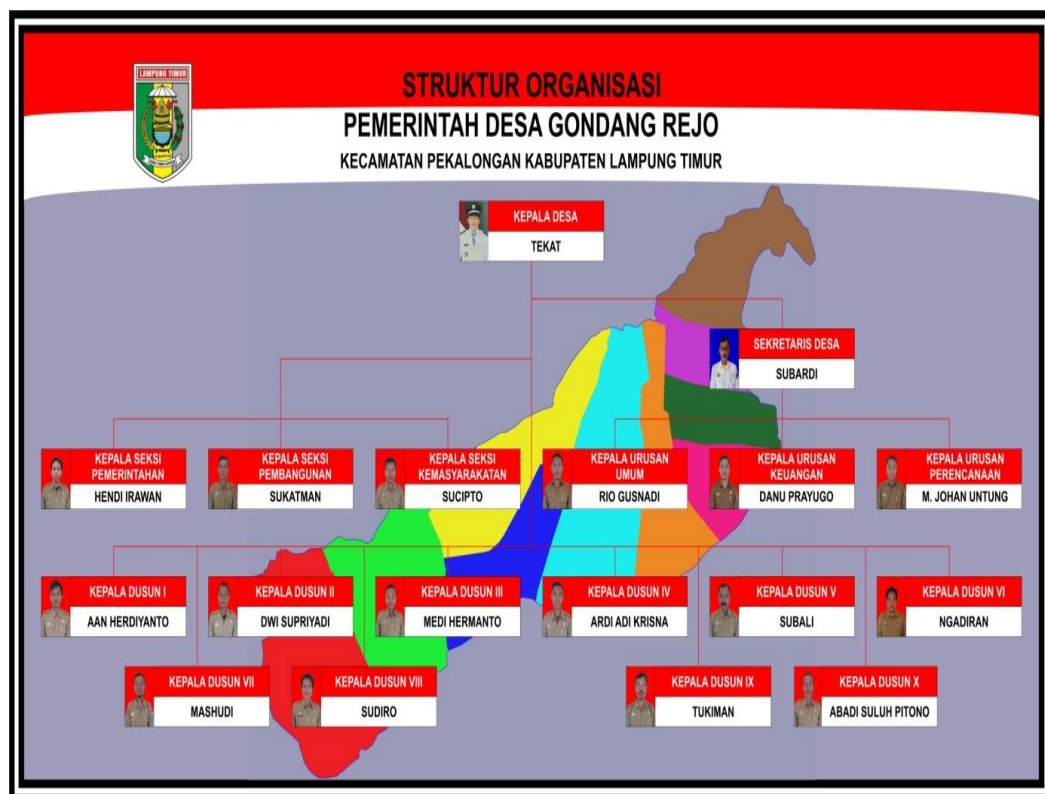 LAMPUNG TIMUR
STRUKTUR ORGANISASI
PEMERINTAH DESA GONDANG REJO
KECAMATAN PEKALONGAN KABUPATEN LAMPUNG TIMUR
KEPALA DESA
TEKAT
SEKRETARIS DESA
SUBARDI
KEPALA SEKSI
PEMERINTAHAN
HENDI IRAWAN
KEPALA SEKSI
PEMBANGUNAN
SUKATMAN
KEPALA SEKSI
KEMASYARAKATAN
SUCIPTO
KEPALA URUSAN
UMUM
RIO GUSNADI
KEPALA URUSAN
KEUANGAN
DANU PRAYUGO
KEPALA URUSAN
PERENCANAAN
M. JOHAN UNTUNG
KEPALA DUSUN I
AAN HERDIYANTO
KEPALA DUSUN II
DWI SUPRIYADI
KEPALA DUSUN III
MEDI HERMANTO
KEPALA DUSUN IV
ARDI ADI KRISNA
KEPALA DUSUN V
SUBALI
KEPALA DUSUN VI
NGADIRAN
KEPALA DUSUN VII
MASHUDI
KEPALA DUSUN VIII
SUDIRO
KEPALA DUSUN IX
TUKIMAN
KEPALA DUSUN X
ABADI SULUH PITONO